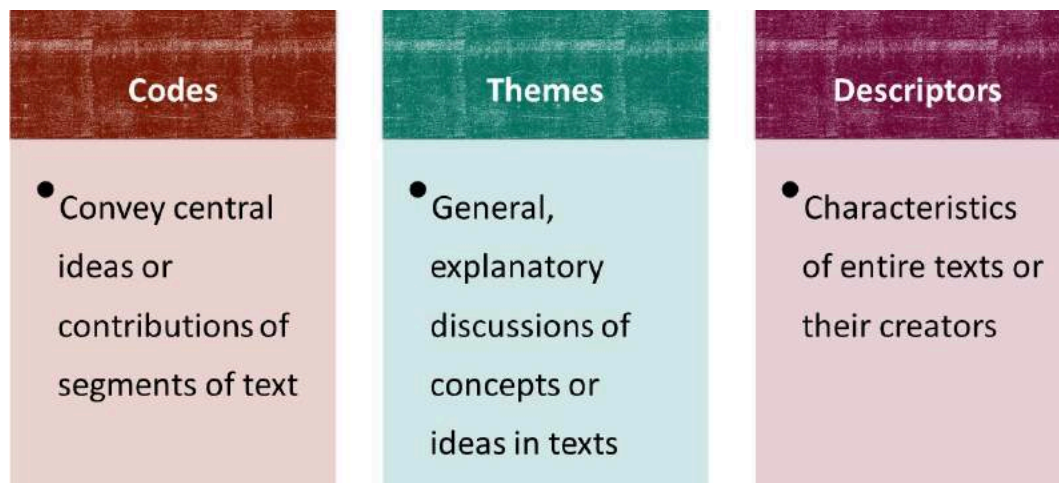 Codes
• Convey central
ideas or
contributions of
segments of text
Themes
• General,
explanatory
discussions of
concepts or
ideas in texts
Descriptors
• Characteristics
of entire texts or
their creators